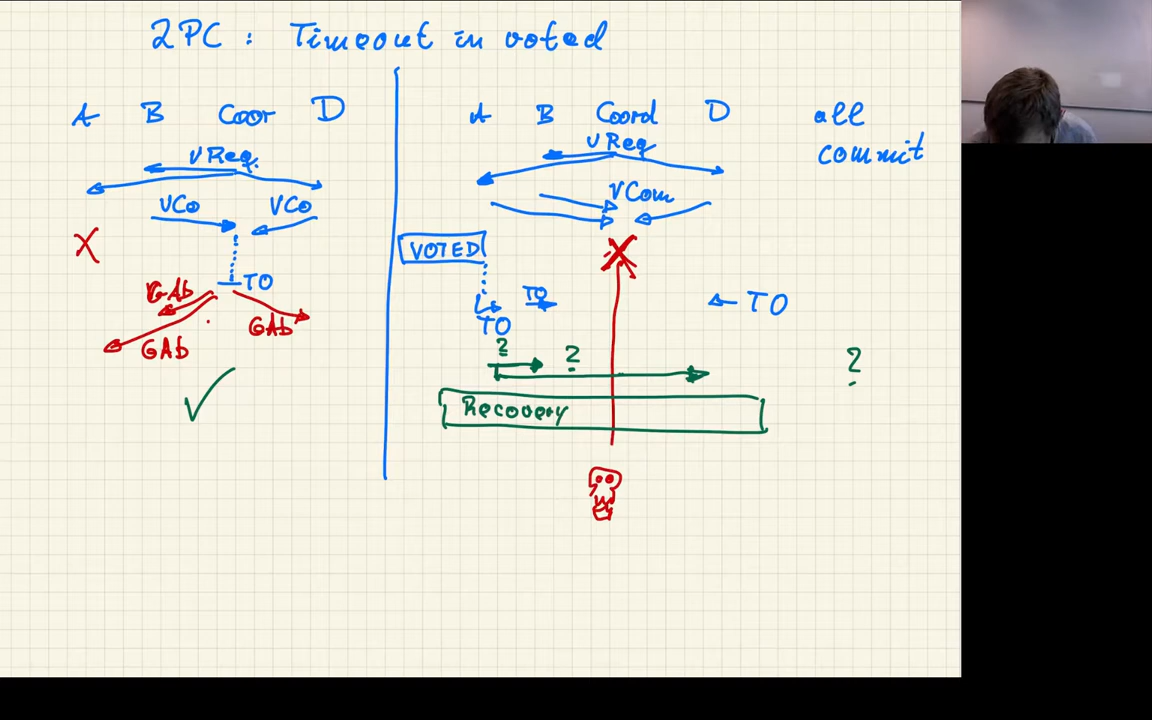 2PC : Timeout in voted
A B Coor D
VReq.
VCo VCo
X
TO
GAb
GAb
GAb
A B Coord D all
commit
VReq
VCom
VOTED
TO
TO
TO
? ? ?
Recovery